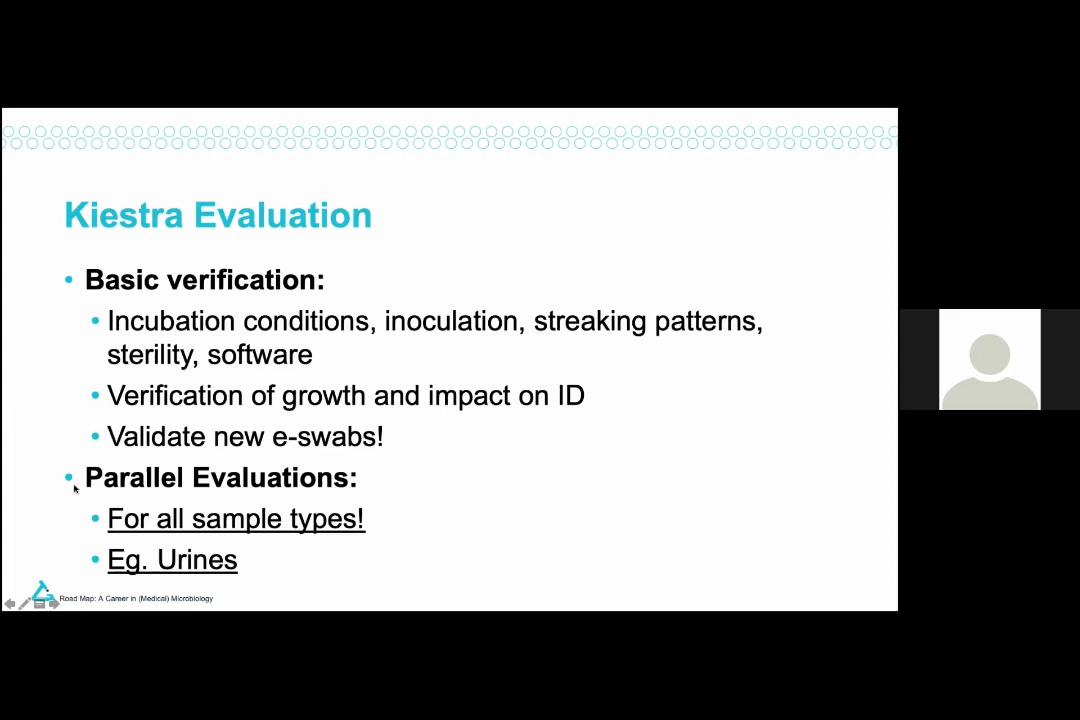 Kiestra Evaluation
• Basic verification:
• Incubation conditions, inoculation, streaking patterns,
sterility, software
• Verification of growth and impact on ID
• Validate new e-swabs!
• Parallel Evaluations:
• For all sample types!
• Eg. Urines
Road Map: A Career in (Medical) Microbiology